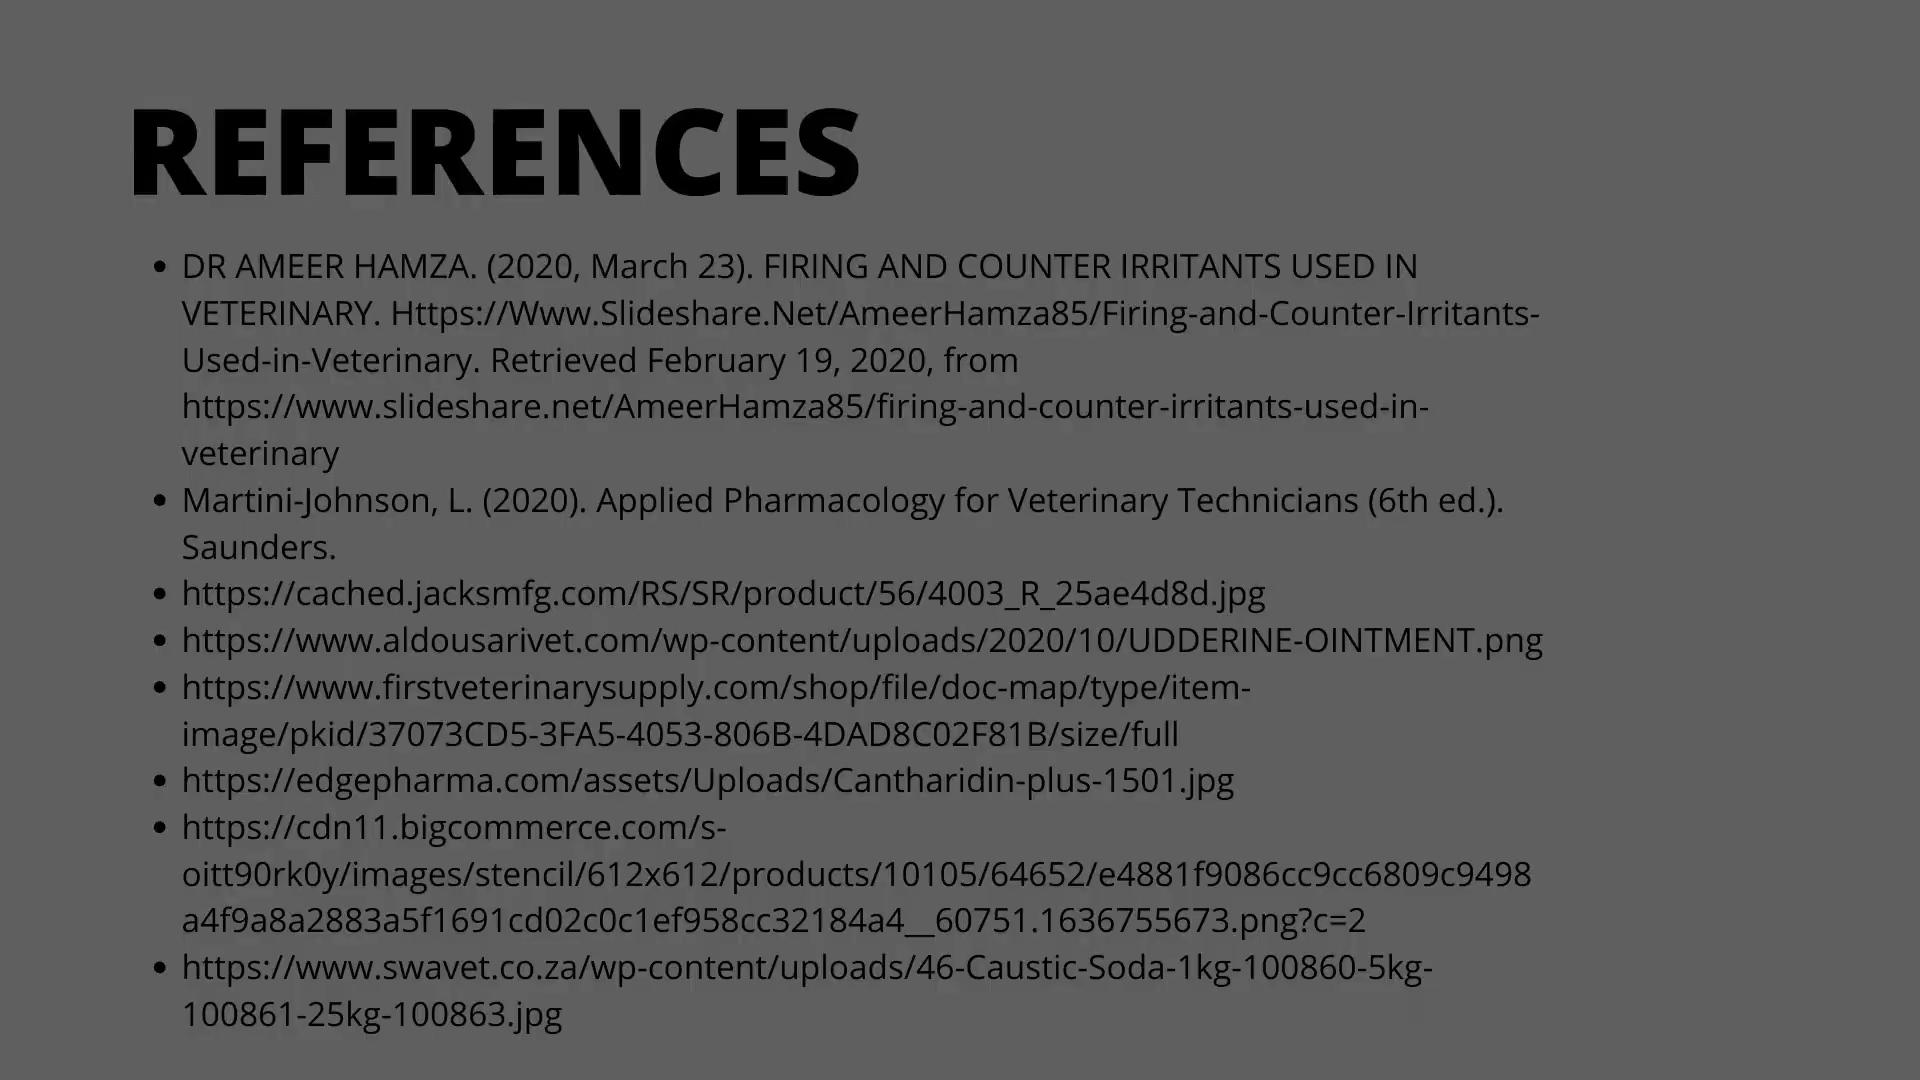 REFERENCES
• DR AMEER HAMZA. (2020, March 23). FIRING AND COUNTER IRRITANTS USED IN
VETERINARY. Https://Www.Slideshare.Net/AmeerHamza85/Firing-and-Counter-Irritants-
Used-in-Veterinary. Retrieved February 19, 2020, from
https://www.slideshare.net/AmeerHamza85/firing-and-counter-irritants-used-in-
veterinary
• Martini-Johnson, L. (2020). Applied Pharmacology for Veterinary Technicians (6th ed.).
Saunders.
• https://cached.jacksmfg.com/RS/SR/product/56/4003_R_25ae4d8d.jpg
• https://www.aldousarivet.com/wp-content/uploads/2020/10/UDDERINE-OINTMENT.png
• https://www.firstveterinarysupply.com/shop/file/doc-map/type/item-
image/pkid/37073CD5-3FA5-4053-806B-4DAD8C02F81B/size/full
• https://edgepharma.com/assets/Uploads/Cantharidin-plus-1501.jpg
• https://cdn11.bigcommerce.com/s-
oitt90rk0y/images/stencil/612x612/products/10105/64652/e4881f9086cc9cc6809c9498
a4f9a8a2883a5f1691cd02c0c1ef958cc32184a4__60751.1636755673.png?c=2
• https://www.swavet.co.za/wp-content/uploads/46-Caustic-Soda-1kg-100860-5kg-
100861-25kg-100863.jpg